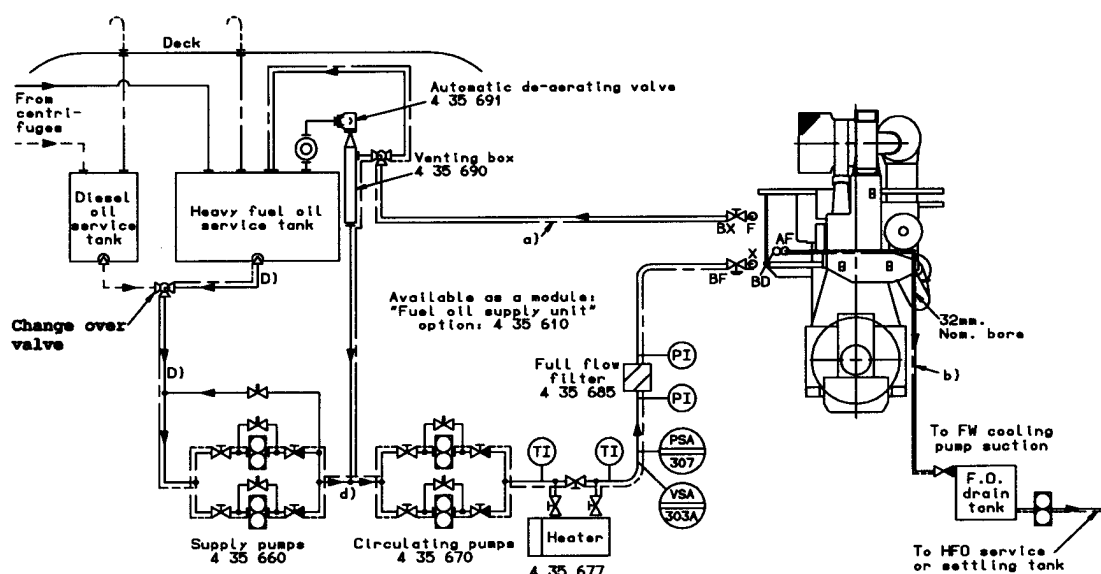 Deck
From
centri-
fuges
Automatic de-aerating valve
4 35 691
Venting box
4 35 690
Diesel
oil
service
tank
Heavy fuel oil
service tank
a)
BX F
AF
X
BF
BD
D)
Change over
valve
D)
Available as a module:
"Fuel oil supply unit"
option: 4 35 610
32mm.
Nom. bore
b)
Full flow
filter
4 35 685
PI
PI
TI
TI
PSA
307
VSA
303A
d)
To FW cooling
pump suction
F.O.
drain
tank
Supply pumps
4 35 660
Circulating pumps
4 35 670
Heater
4 35 677
To HFO service
or settling tank